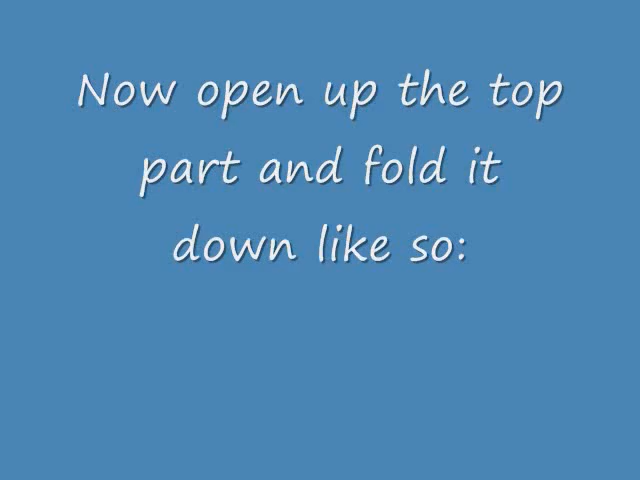 Now open up the top
part and fold it
down like so: